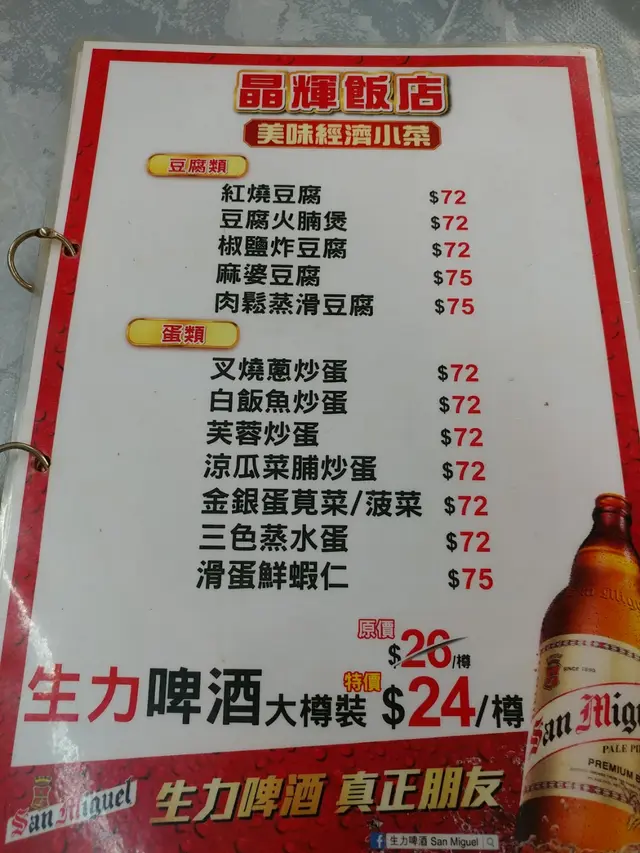 晶輝飯店
美味經濟小菜
豆腐類
紅燒豆腐 $72
豆腐火腩煲 $72
椒鹽炸豆腐 $72
麻婆豆腐 $75
肉鬆蒸滑豆腐 $75
蛋類
叉燒蔥炒蛋 $72
白飯魚炒蛋 $72
芙蓉炒蛋 $72
涼瓜菜脯炒蛋 $72
金銀蛋莧菜/菠菜 $72
三色蒸水蛋 $72
滑蛋鮮蝦仁 $75
原價 $26/樽
生力啤酒大樽裝 特價 $24/樽
San Migu
PALE PI
PREMIUM
San Miguel 生力啤酒 真正朋友
f 生力啤酒 San Miguel